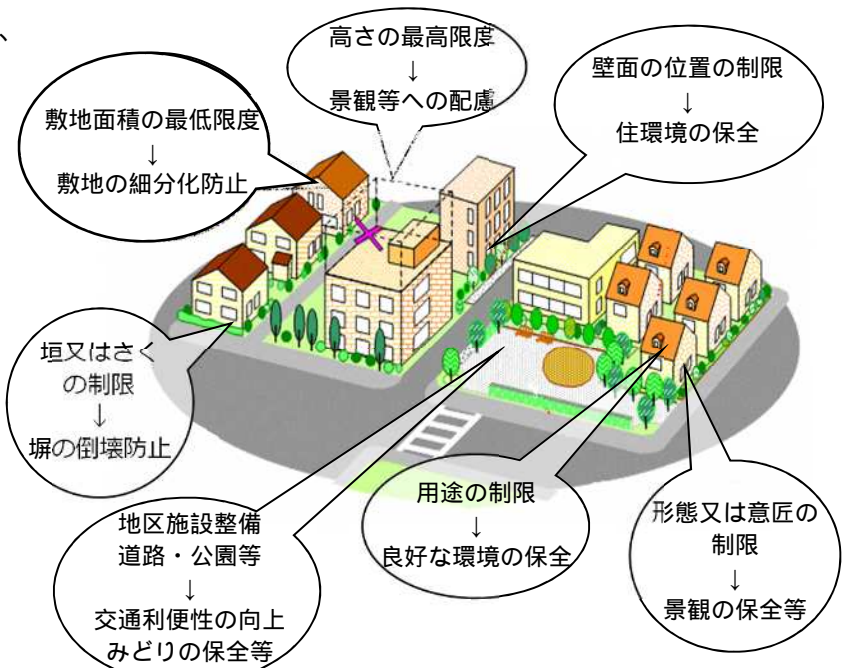 、
高さの最高限度
↓
景観等への配慮
壁面の位置の制限
↓
住環境の保全
敷地面積の最低限度
↓
敷地の細分化防止
垣又はさく
の制限
↓
塀の倒壊防止
地区施設整備
道路・公園等
↓
交通利便性の向上
みどりの保全等
用途の制限
↓
良好な環境の保全
形態又は意匠の
制限
↓
景観の保全等